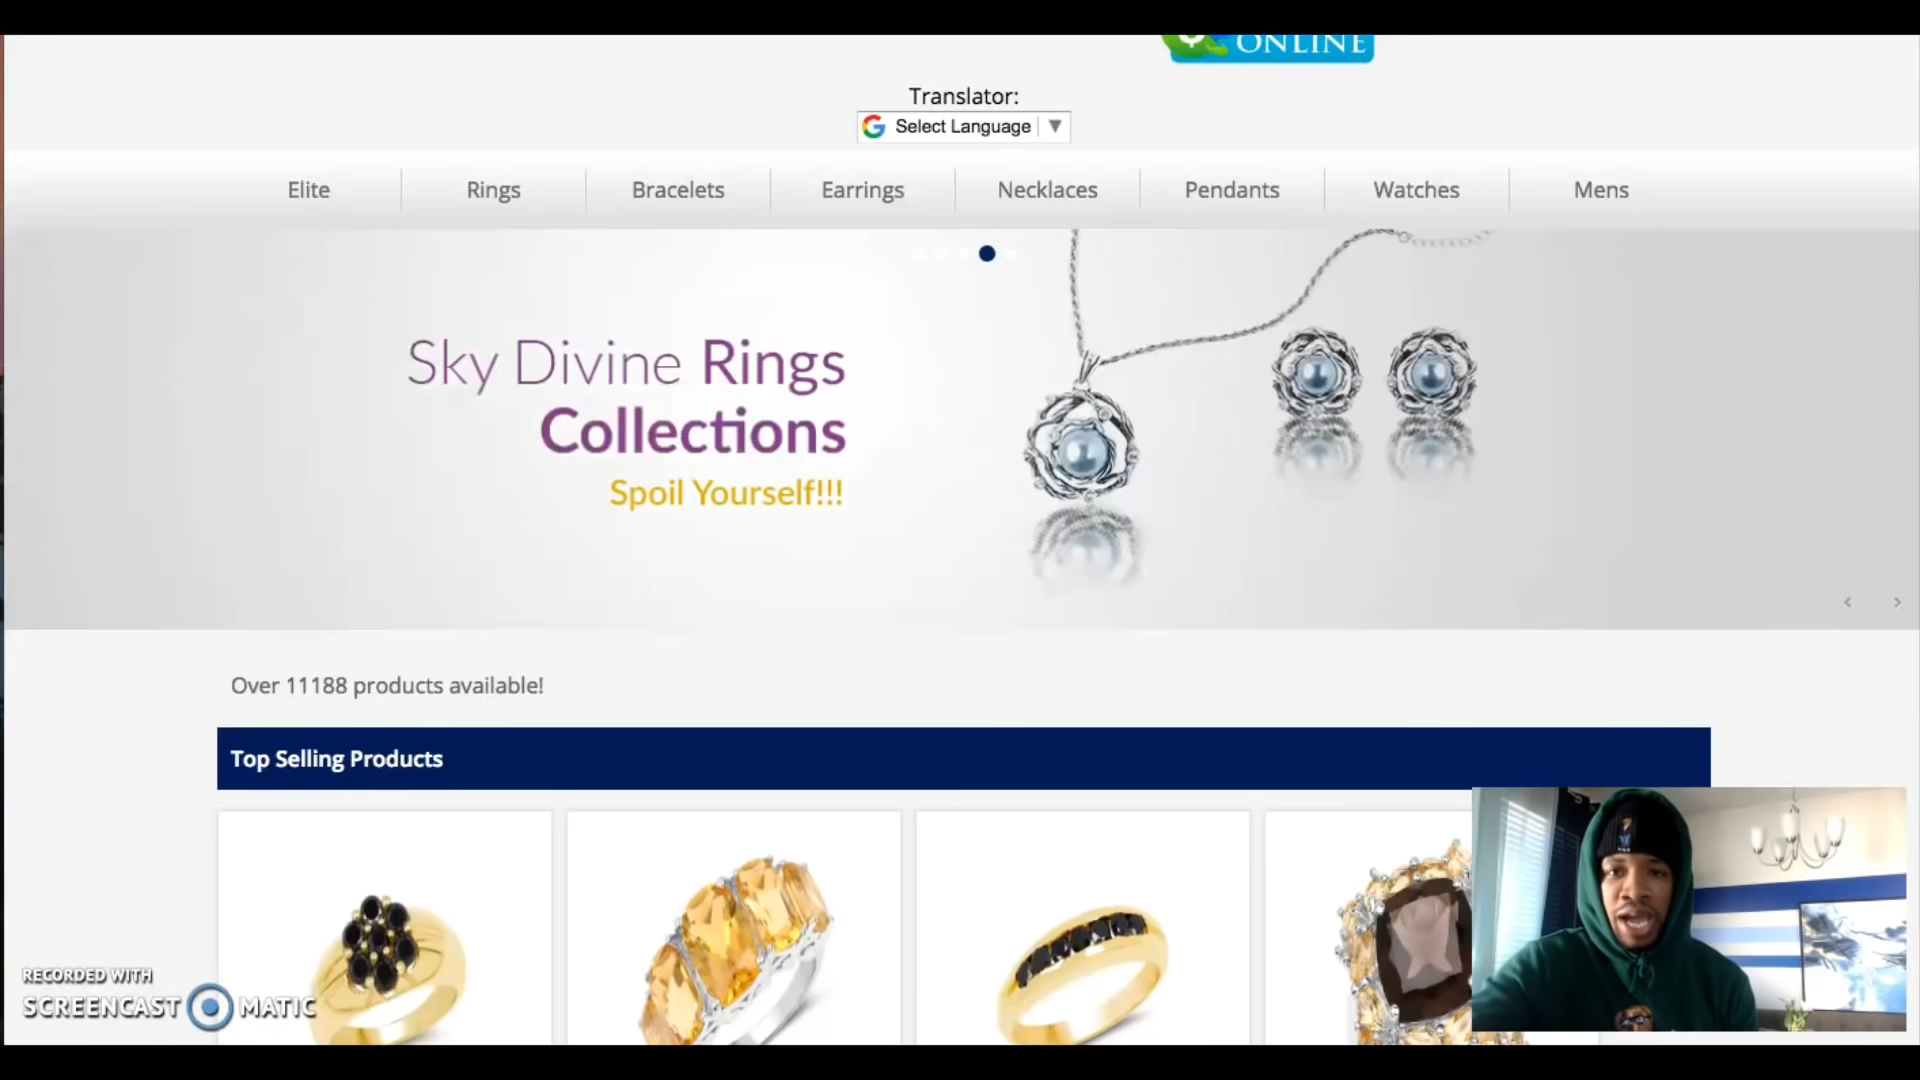 ONLINE
Translator:
Select Language
Elite Rings Bracelets Earrings Necklaces Pendants Watches Mens
Sky Divine Rings
Collections
Spoil Yourself!!!
Over 11188 products available!
Top Selling Products
RECORDED WITH
SCREENCAST MATIC